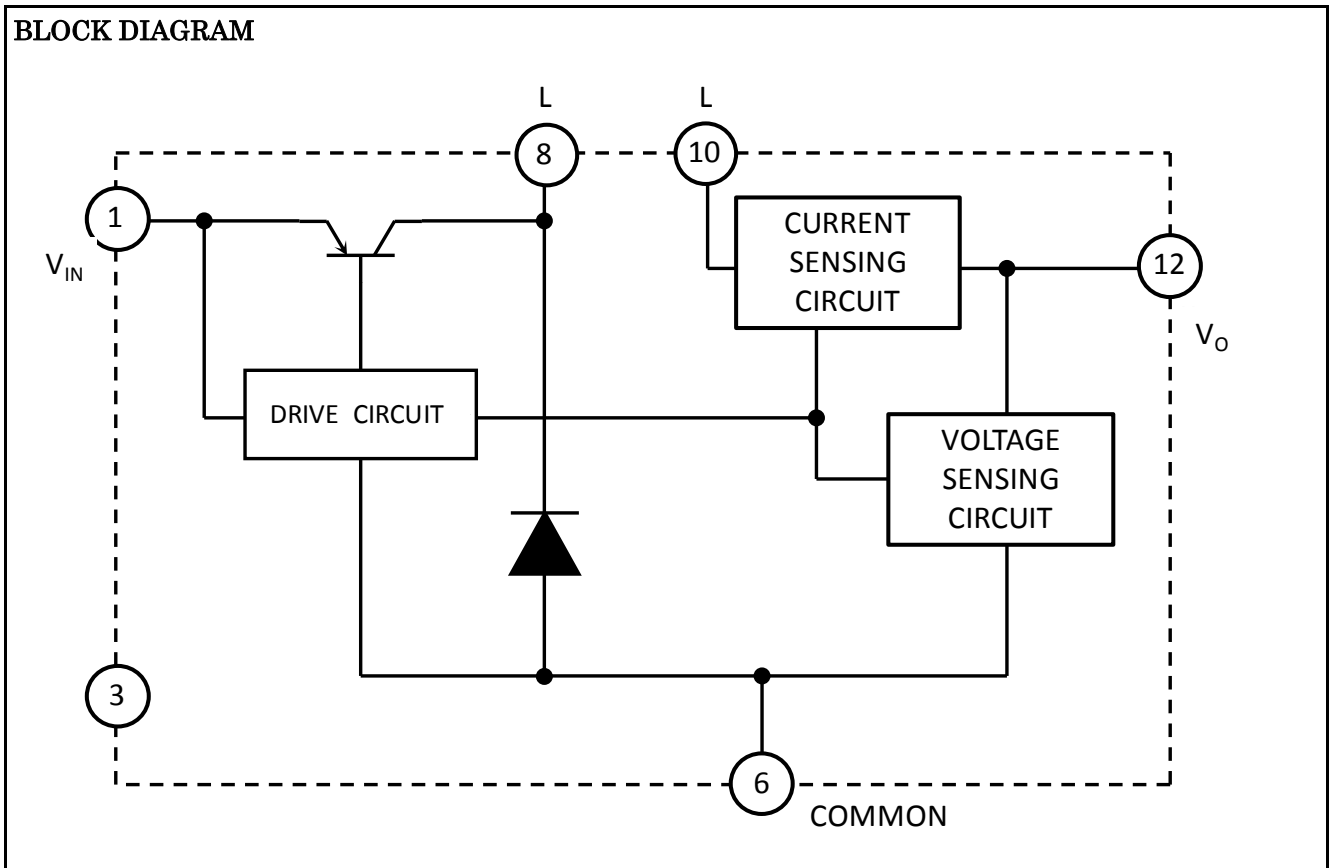 BLOCK DIAGRAM
L
L
8
10
1
V_IN
CURRENT
SENSING
CIRCUIT
12
V_O
DRIVE CIRCUIT
VOLTAGE
SENSING
CIRCUIT
3
6
COMMON